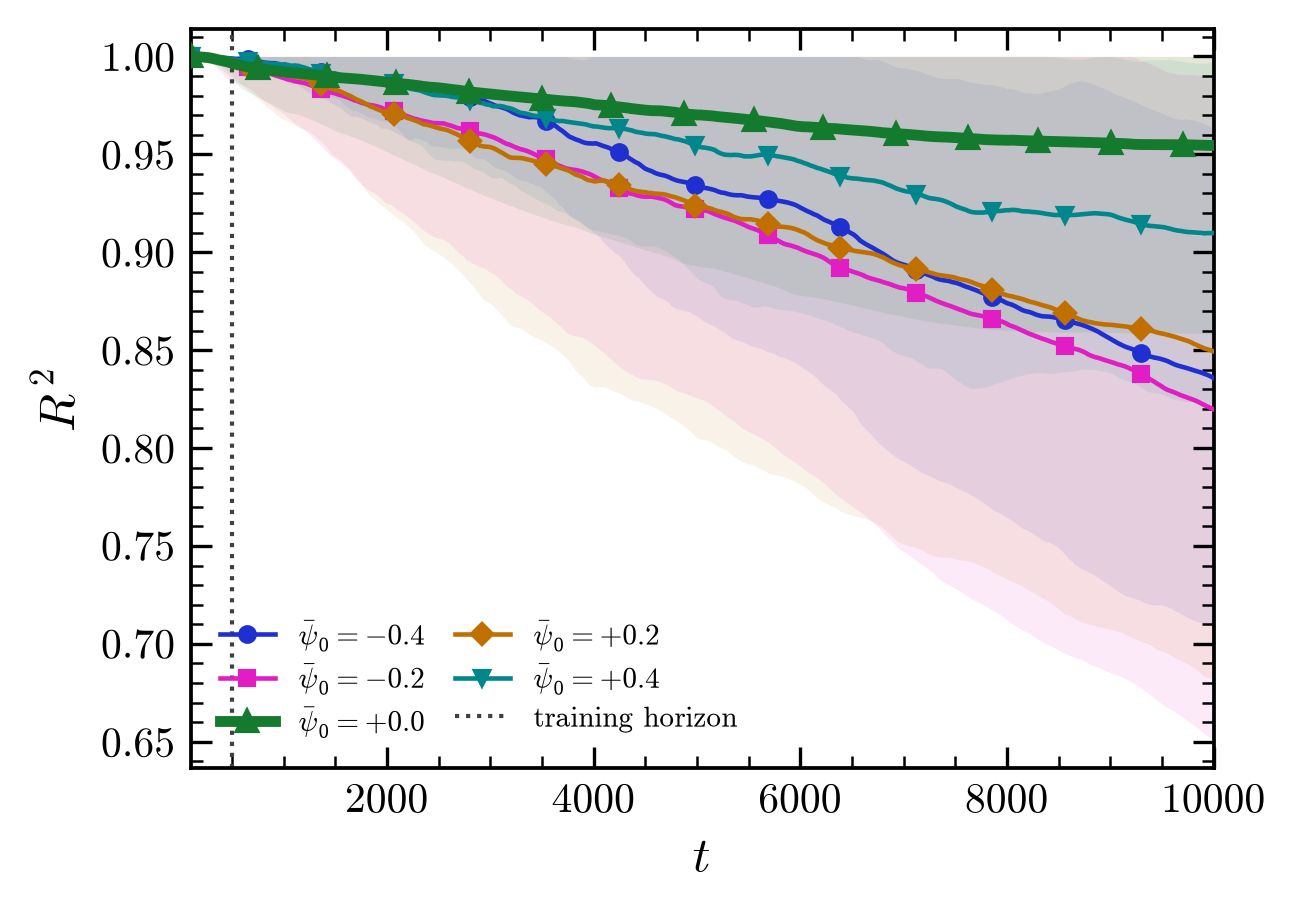 1.00
0.95
0.90
0.85
0.80
0.75
0.70
0.65
R²
ψ̄₀ = −0.4
ψ̄₀ = −0.2
ψ̄₀ = +0.0
ψ̄₀ = +0.2
ψ̄₀ = +0.4
training horizon
2000 4000 6000 8000 10000
t